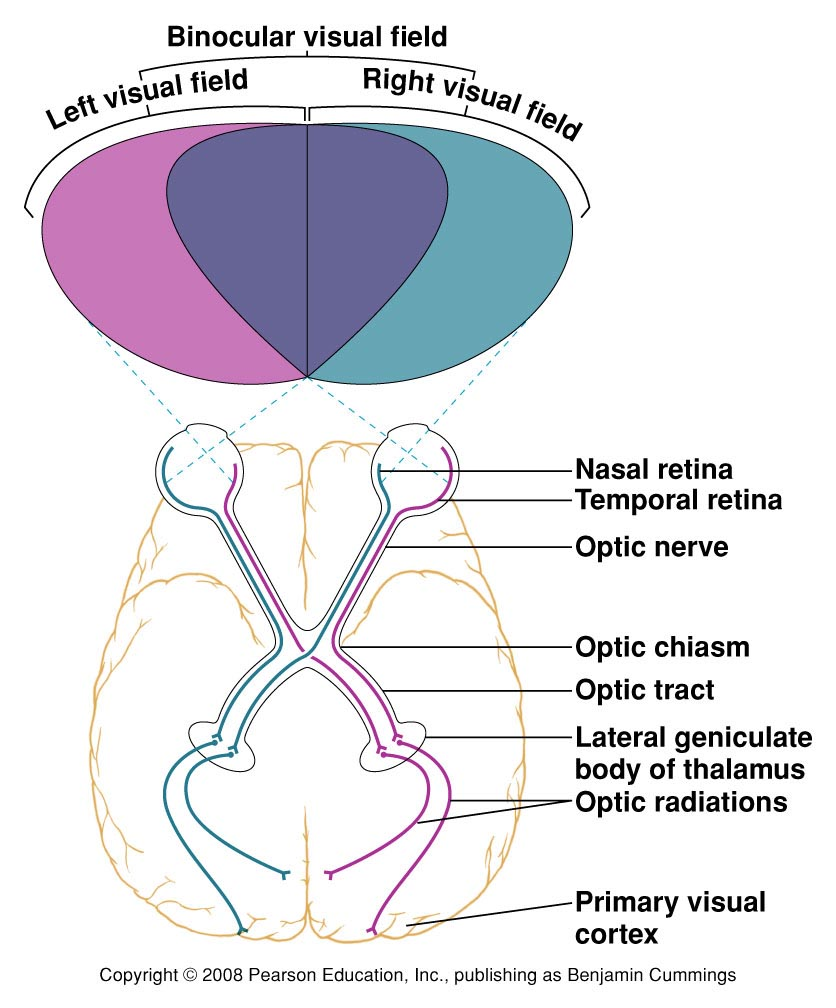 Binocular visual field
Left visual field
Right visual field
Nasal retina
Temporal retina
Optic nerve
Optic chiasm
Optic tract
Lateral geniculate
body of thalamus
Optic radiations
Primary visual
cortex
Copyright © 2008 Pearson Education, Inc., publishing as Benjamin Cummings